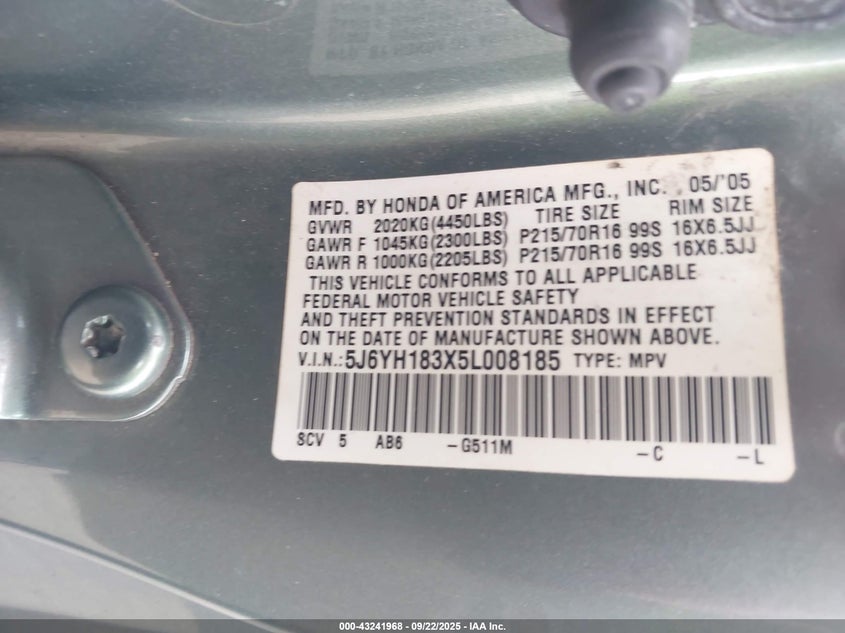 MFD. BY HONDA OF AMERICA MFG., INC. 05/'05
GVWR 2020KG(4450LBS) TIRE SIZE RIM SIZE
GAWR F 1045KG(2300LBS) P215/70R16 99S 16X6.5JJ
GAWR R 1000KG(2205LBS) P215/70R16 99S 16X6.5JJ
THIS VEHICLE CONFORMS TO ALL APPLICABLE
FEDERAL MOTOR VEHICLE SAFETY
AND THEFT PREVENTION STANDARDS IN EFFECT
ON THE DATE OF MANUFACTURE SHOWN ABOVE.
V.I.N.:5J6YH183X5L008185 TYPE: MPV
SCV 5 AB6 -G511M -C -L
000-43241968 - 09/22/2025 - IAA Inc.